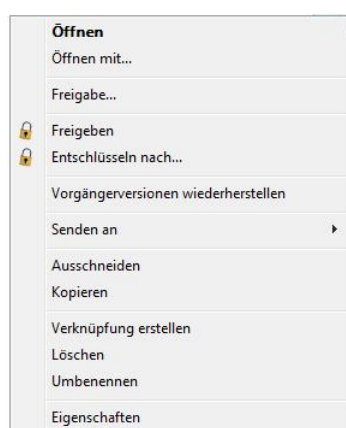 Öffnen
Öffnen mit...
Freigabe...
Freigeben
Entschlüsseln nach...
Vorgängerversionen wiederherstellen
Senden an
Ausschneiden
Kopieren
Verknüpfung erstellen
Löschen
Umbenennen
Eigenschaften